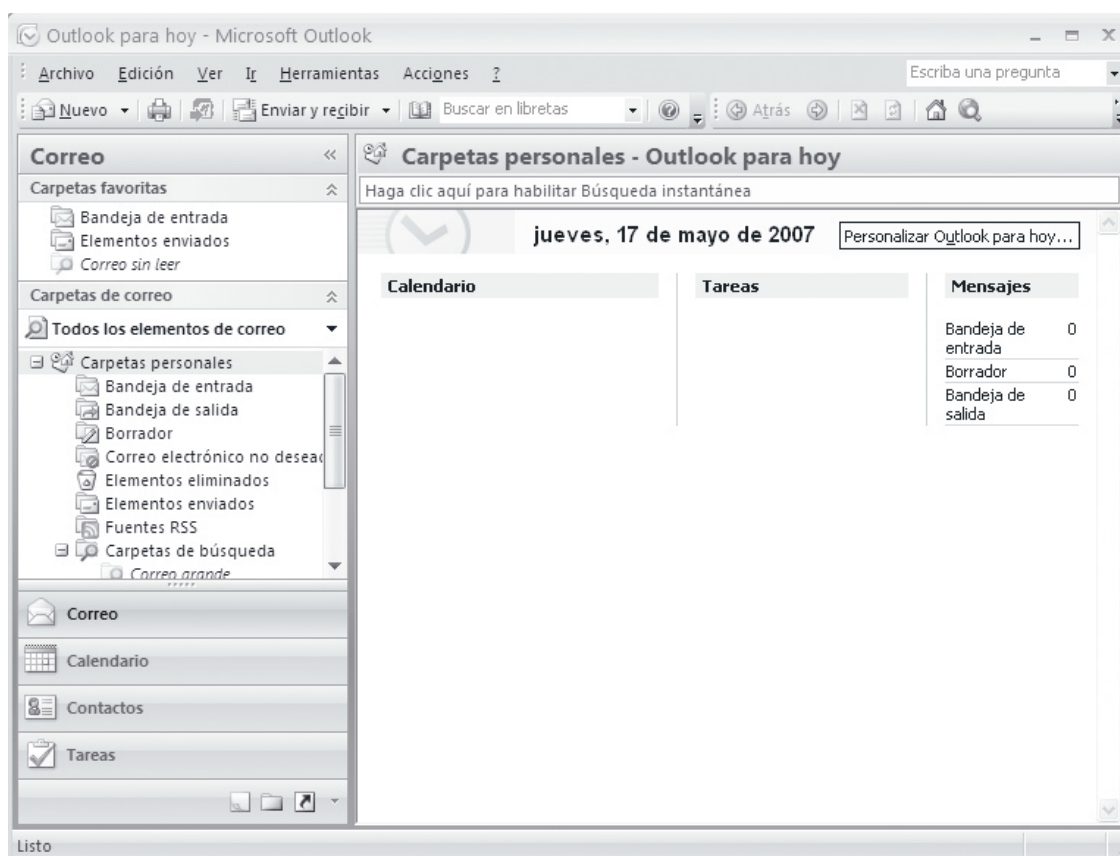 Outlook para hoy - Microsoft Outlook
Archivo Edición Ver Ir Herramientas Acciones ?
Escriba una pregunta
Nuevo Enviar y recibir Buscar en libretas Atrás
Correo
Carpetas favoritas
Bandeja de entrada
Elementos enviados
Correo sin leer
Carpetas de correo
Todos los elementos de correo
Carpetas personales
Bandeja de entrada
Bandeja de salida
Borrador
Correo electrónico no desead
Elementos eliminados
Elementos enviados
Fuentes RSS
Carpetas de búsqueda
Correo grande
Correo
Calendario
Contactos
Tareas
Carpetas personales - Outlook para hoy
Haga clic aquí para habilitar Búsqueda instantánea
jueves, 17 de mayo de 2007 Personalizar Outlook para hoy...
Calendario
Tareas
Mensajes
Bandeja de entrada 0
Borrador 0
Bandeja de salida 0
Listo